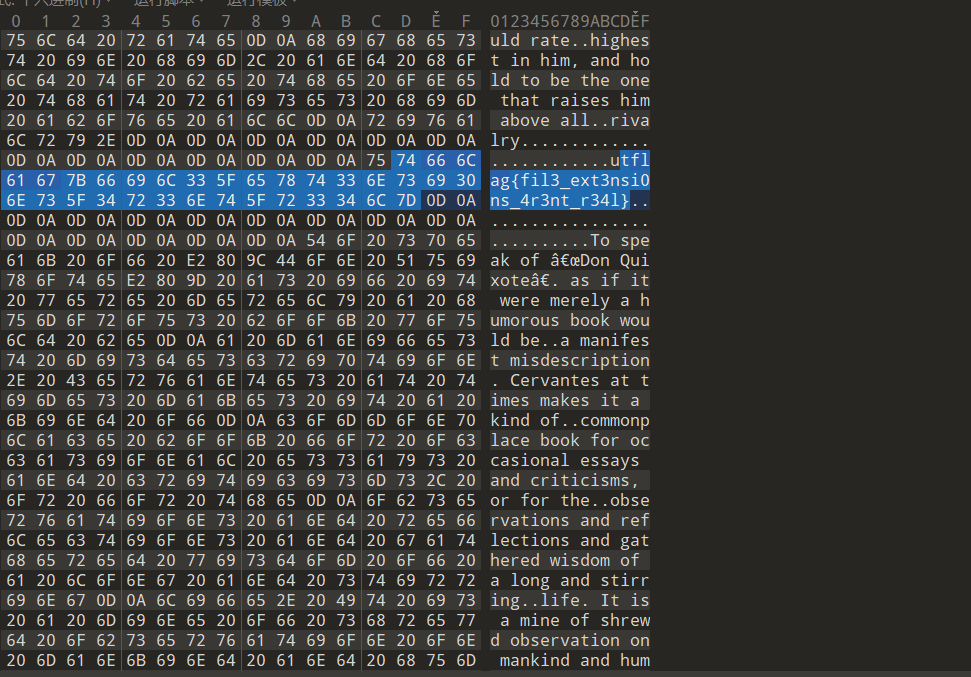 0 1 2 3 4 5 6 7 8 9 A B C D E F 0123456789ABCDEF
75 6C 64 20 72 61 74 65 0D 0A 68 69 67 68 65 73 uld rate..highes
74 20 69 6E 20 68 69 6D 2C 20 61 6E 64 20 68 6F t in him, and ho
6C 64 20 74 6F 20 62 65 20 74 68 65 20 6F 6E 65 ld to be the one
20 74 68 61 74 20 72 61 69 73 65 73 20 68 69 6D that raises him
20 61 62 6F 76 65 20 61 6C 6C 0D 0A 72 69 76 61 above all..riva
6C 72 79 2E 0D 0A 0D 0A 0D 0A 0D 0A 0D 0A 0D 0A lry.............
0D 0A 0D 0A 0D 0A 0D 0A 0D 0A 0D 0A 75 74 66 6C ............utfl
61 67 7B 66 69 6C 33 5F 65 78 74 33 6E 73 69 30 ag{fil3_ext3nsi0
6E 73 5F 34 72 33 6E 74 5F 72 33 34 6C 7D 0D 0A ns_4r3nt_r34l}..
0D 0A 0D 0A 0D 0A 0D 0A 0D 0A 0D 0A 0D 0A 0D 0A ................
0D 0A 0D 0A 0D 0A 0D 0A 0D 0A 54 6F 20 73 70 65 ..........To spe
61 6B 20 6F 66 20 E2 80 9C 44 6F 6E 20 51 75 69 ak of â€œDon Qui
78 6F 74 65 E2 80 9D 20 61 73 20 69 66 20 69 74 xoteâ€. as if it
20 77 65 72 65 20 6D 65 72 65 6C 79 20 61 20 68 were merely a h
75 6D 6F 72 6F 75 73 20 62 6F 6F 6B 20 77 6F 75 umorous book wou
6C 64 20 62 65 0D 0A 61 20 6D 61 6E 69 66 65 73 ld be..a manifes
74 20 6D 69 73 64 65 73 63 72 69 70 74 69 6F 6E t misdescription
2E 20 43 65 72 76 61 6E 74 65 73 20 61 74 20 74 . Cervantes at t
69 6D 65 73 20 6D 61 6B 65 73 20 69 74 20 61 20 imes makes it a
6B 69 6E 64 20 6F 66 0D 0A 63 6F 6D 6D 6F 6E 70 kind of..commonp
6C 61 63 65 20 62 6F 6F 6B 20 66 6F 72 20 6F 63 lace book for oc
63 61 73 69 6F 6E 61 6C 20 65 73 73 61 79 73 20 casional essays
61 6E 64 20 63 72 69 74 69 63 69 73 6D 73 2C 20 and criticisms,
6F 72 20 66 6F 72 20 74 68 65 0D 0A 6F 62 73 65 or for the..obse
72 76 61 74 69 6F 6E 73 20 61 6E 64 20 72 65 66 rvations and ref
6C 65 63 74 69 6F 6E 73 20 61 6E 64 20 67 61 74 lections and gat
68 65 72 65 64 20 77 69 73 64 6F 6D 20 6F 66 20 hered wisdom of
61 20 6C 6F 6E 67 20 61 6E 64 20 73 74 69 72 72 a long and stirr
69 6E 67 0D 0A 6C 69 66 65 2E 20 49 74 20 69 73 ing..life. It is
20 61 20 6D 69 6E 65 20 6F 66 20 73 68 72 65 77 a mine of shrew
64 20 6F 62 73 65 72 76 61 74 69 6F 6E 20 6F 6E d observation on
20 6D 61 6E 6B 69 6E 64 20 61 6E 64 20 68 75 6D mankind and hum